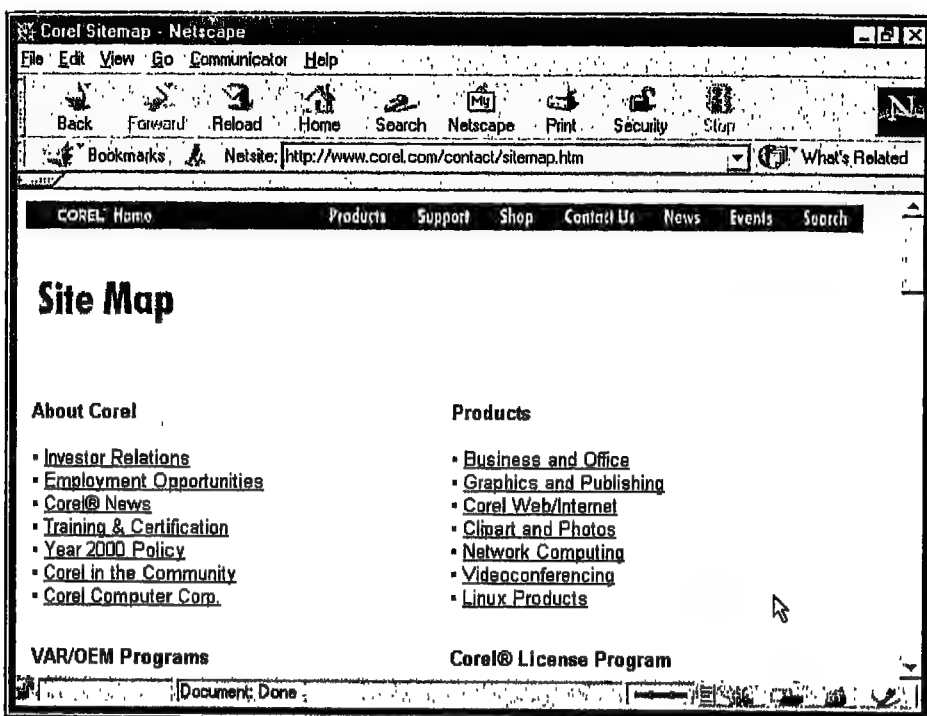 Corel Sitemap - Netscape
File Edit View Go Communicator Help
Back Forward Reload Home Search Netscape Print Security Stop
My
N
Bookmarks Netsite: http://www.corel.com/contact/sitemap.htm What's Related
COREL Home Products Support Shop Contact Us News Events Search
Site Map
About Corel Products
▪ Investor Relations ▪ Business and Office
▪ Employment Opportunities ▪ Graphics and Publishing
▪ Corel® News ▪ Corel Web/Internet
▪ Training & Certification ▪ Clipart and Photos
▪ Year 2000 Policy ▪ Network Computing
▪ Corel in the Community ▪ Videoconferencing
▪ Corel Computer Corp. ▪ Linux Products
VAR/OEM Programs Corel® License Program
Document: Done